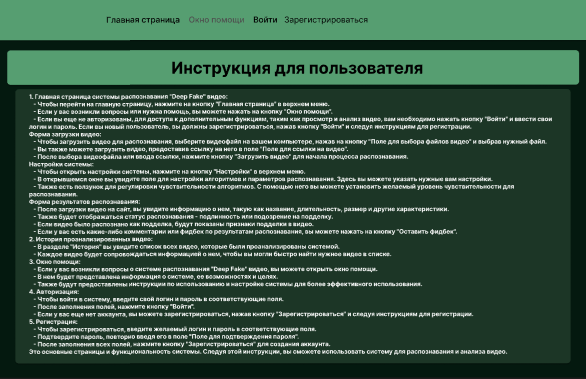 Главная страница Окно помощи Войти Зарегистрироваться
Инструкция для пользователя
1. Главная страница системы распознавания "Deep Fake" видео:
- Чтобы перейти на главную страницу, нажмите на кнопку "Главная страница" в верхнем меню.
- Если у вас возникли вопросы или нужна помощь, вы можете нажать на кнопку "Окно помощи".
- Если вы еще не авторизованы, для доступа к дополнительным функциям, таким как просмотр и анализ видео, вам необходимо нажать кнопку "Войти" и ввести свои
логин и пароль. Если вы новый пользователь, вы должны зарегистрироваться, нажав кнопку "Войти" и следуя инструкциям для регистрации.
Форма загрузки видео:
- Чтобы загрузить видео для распознавания, выберите видеофайл на вашем компьютере, нажав на кнопку "Поле для выбора файлов видео" и выбрав нужный файл.
- Вы также можете загрузить видео, предоставив ссылку на него в поле "Поле для ссылки на видео".
- После выбора видеофайла или ввода ссылки, нажмите кнопку "Загрузить видео" для начала процесса распознавания.
Настройки системы:
- Чтобы открыть настройки системы, нажмите на кнопку "Настройки" в верхнем меню.
- В открывшемся окне вы увидите поле для настройки алгоритмов и параметров распознавания. Здесь вы можете указать нужные вам настройки.
- Также есть ползунок для регулировки чувствительности алгоритмов. С помощью него вы можете установить желаемый уровень чувствительности для
распознавания.
Форма результатов распознавания:
- После загрузки видео на сайт, вы увидите информацию о нем, такую как название, длительность, размер и другие характеристики.
- Также будет отображаться статус распознавания - подлинность или подозрение на подделку.
- Если видео было распознано как подделка, будут показаны признаки подделки в видео.
- Если у вас есть какие-либо комментарии или фидбек по результатам распознавания, вы можете нажать на кнопку "Оставить фидбек".
2. История проанализированных видео:
- В разделе "История" вы увидите список всех видео, которые были проанализированы системой.
- Каждое видео будет сопровождаться информацией о нем, чтобы вы могли быстро найти нужное видео в списке.
3. Окно помощи:
- Если у вас возникли вопросы о системе распознавания "Deep Fake" видео, вы можете открыть окно помощи.
- В нем будет представлена информация о системе, ее возможностях и целях.
- Также будут предоставлены инструкции по использованию и настройке системы для более эффективного использования.
4. Авторизация:
- Чтобы войти в систему, введите свой логин и пароль в соответствующие поля.
- После заполнения полей, нажмите кнопку "Войти".
- Если у вас еще нет аккаунта, вы можете зарегистрироваться, нажав кнопку "Зарегистрироваться" и следуя инструкциям для регистрации.
5. Регистрация:
- Чтобы зарегистрироваться, введите желаемый логин и пароль в соответствующие поля.
- Подтвердите пароль, повторно введя его в поле "Поле для подтверждения пароля".
- После заполнения всех полей, нажмите кнопку "Зарегистрироваться" для создания аккаунта.
Это основные страницы и функциональность системы. Следуя этой инструкции, вы сможете использовать систему для распознавания и анализа видео.